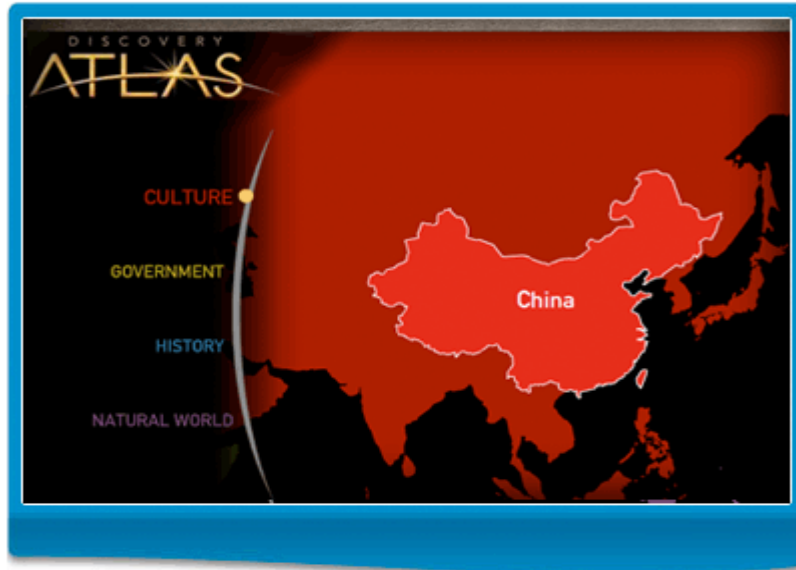 DISCOVERY
ATLAS
CULTURE
GOVERNMENT
HISTORY
NATURAL WORLD
China